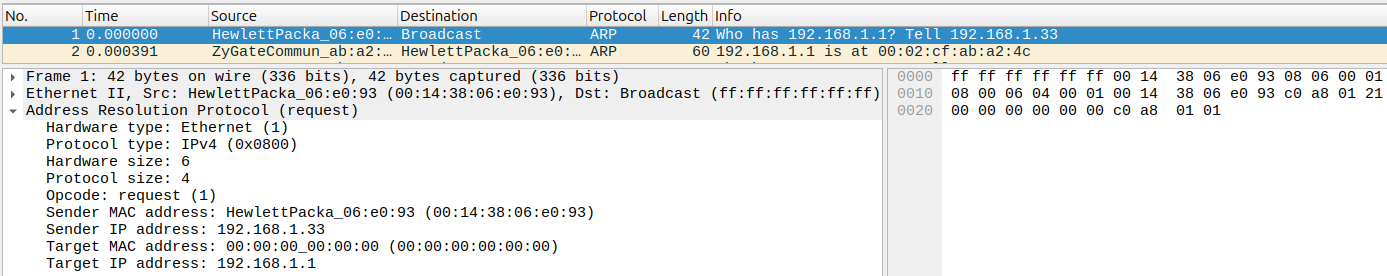 No. Time Source Destination Protocol Length Info
1 0.000000 HewlettPacka_06:e0:… Broadcast ARP 42 Who has 192.168.1.1? Tell 192.168.1.33
2 0.000391 ZyGateCommun_ab:a2:… HewlettPacka_06:e0:… ARP 60 192.168.1.1 is at 00:02:cf:ab:a2:4c
Frame 1: 42 bytes on wire (336 bits), 42 bytes captured (336 bits)
Ethernet II, Src: HewlettPacka_06:e0:93 (00:14:38:06:e0:93), Dst: Broadcast (ff:ff:ff:ff:ff:ff)
Address Resolution Protocol (request)
Hardware type: Ethernet (1)
Protocol type: IPv4 (0x0800)
Hardware size: 6
Protocol size: 4
Opcode: request (1)
Sender MAC address: HewlettPacka_06:e0:93 (00:14:38:06:e0:93)
Sender IP address: 192.168.1.33
Target MAC address: 00:00:00_00:00:00 (00:00:00:00:00:00)
Target IP address: 192.168.1.1
0000 ff ff ff ff ff ff 00 14 38 06 e0 93 08 06 00 01
0010 08 00 06 04 00 01 00 14 38 06 e0 93 c0 a8 01 21
0020 00 00 00 00 00 00 c0 a8 01 01